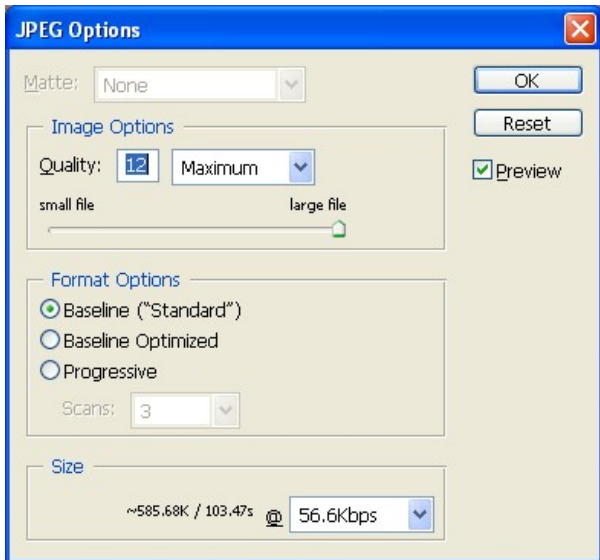 JPEG Options
Matte: None
OK
Image Options
Reset
Quality: 12 Maximum
Preview
small file large file
Format Options
Baseline ("Standard")
Baseline Optimized
Progressive
Scans: 3
Size
~585.68K / 103.47s @ 56.6Kbps